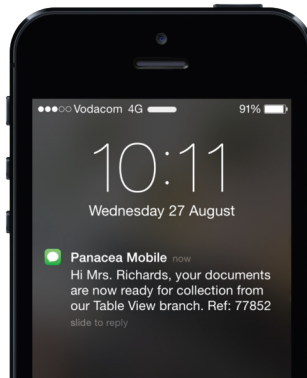 Vodacom 4G 91%
10:11
Wednesday 27 August
Panacea Mobile now
Hi Mrs. Richards, your documents
are now ready for collection from
our Table View branch. Ref: 77852
slide to reply